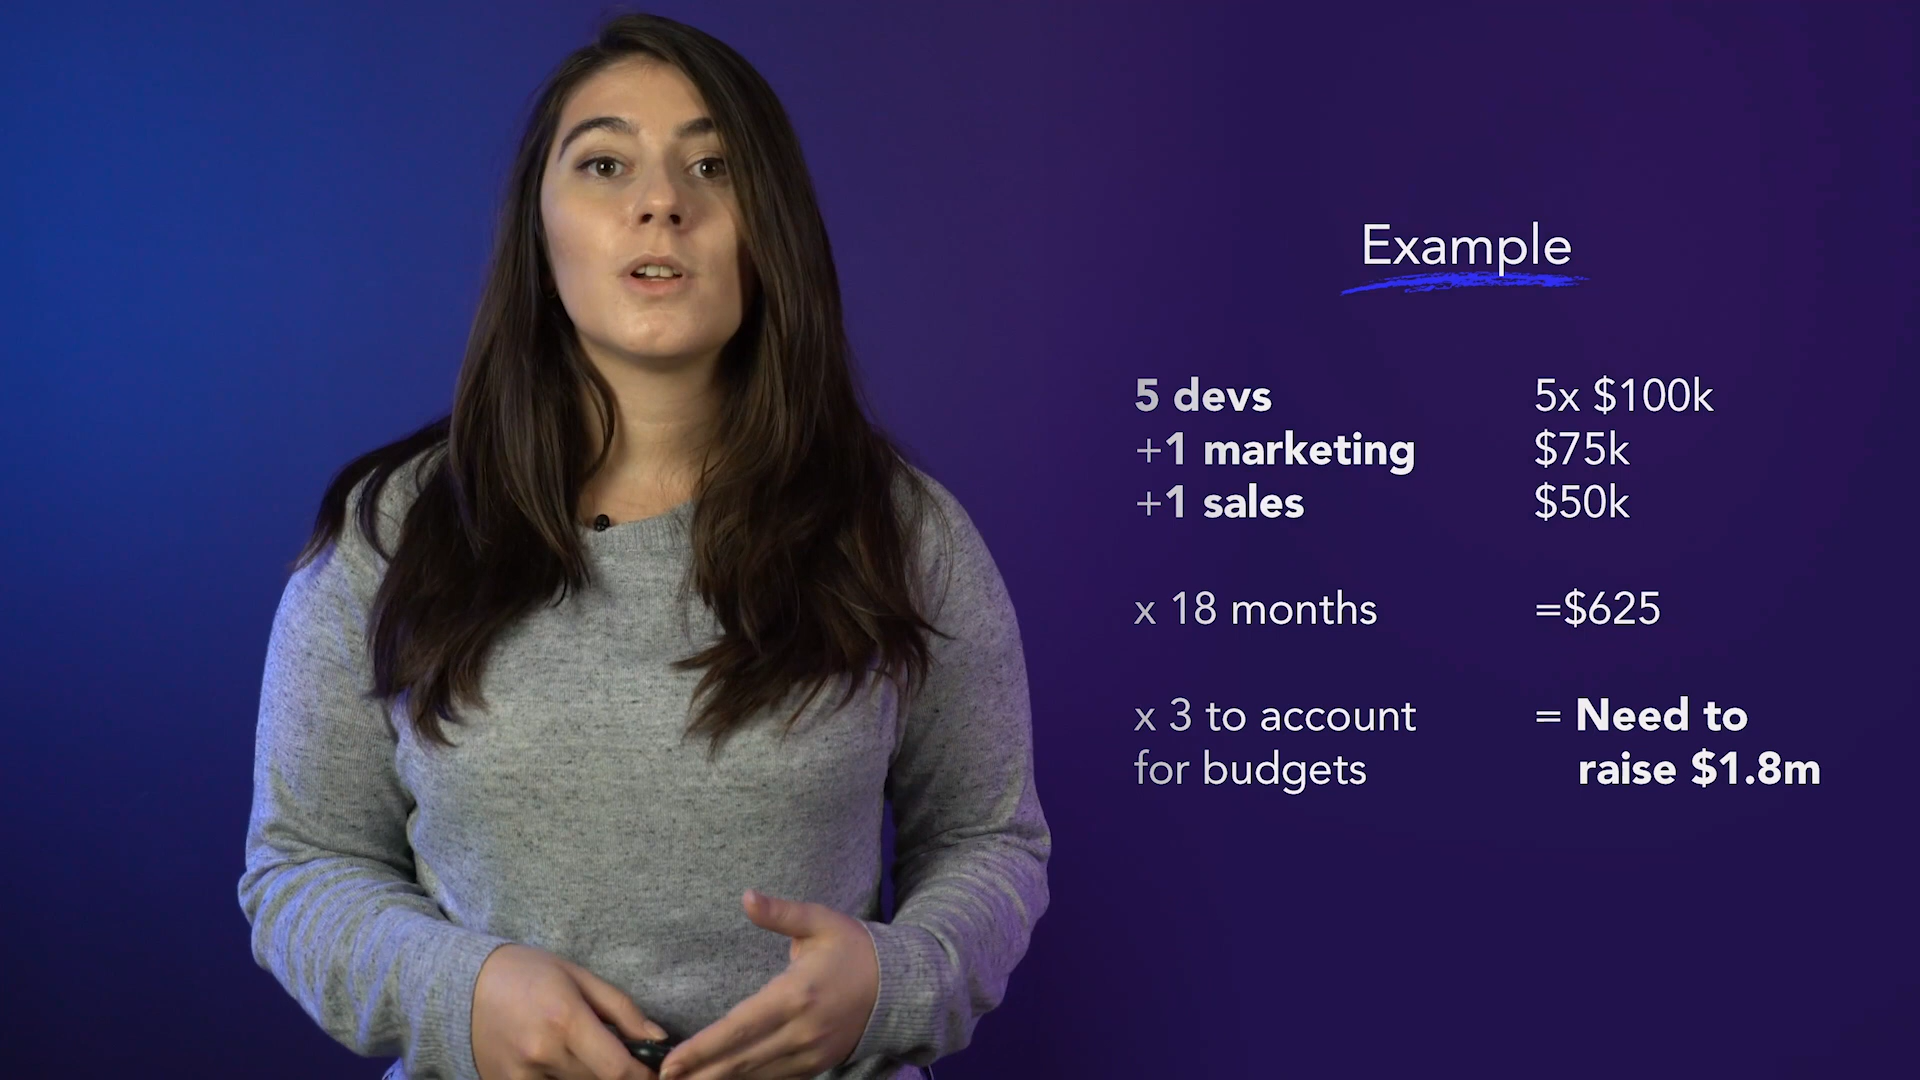 Example
5 devs 5x $100k
+1 marketing $75k
+1 sales $50k
x 18 months =$625
x 3 to account = Need to
for budgets raise $1.8m